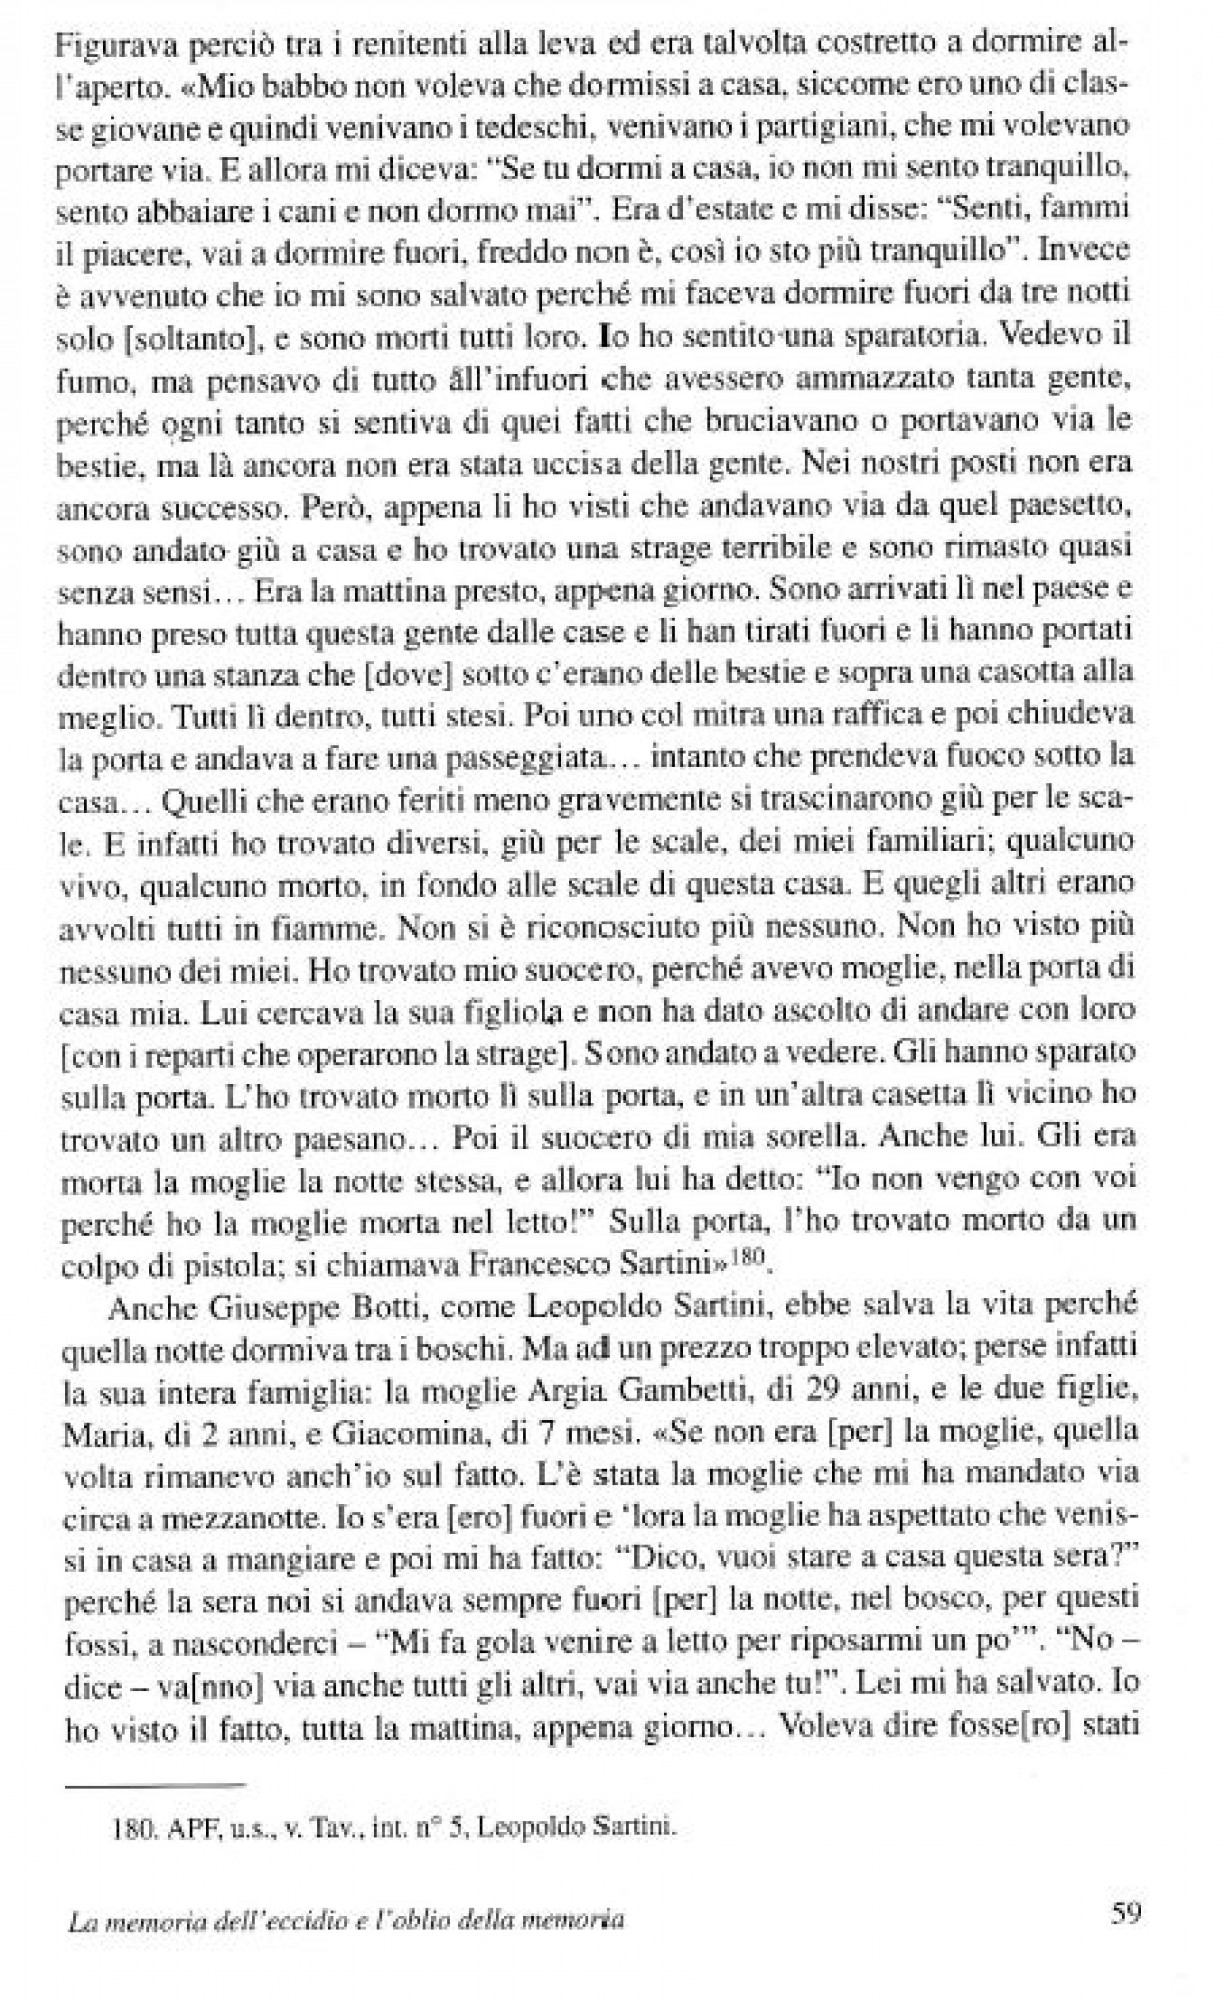 Figurava perciò tra i renitenti alla leva ed era talvolta costretto a dormire al-
l'aperto. «Mio babbo non voleva che dormissi a casa, siccome ero uno di clas-
se giovane e quindi venivano i tedeschi, venivano i partigiani, che mi volevano
portare via. E allora mi diceva: “Se tu dormi a casa, io non mi sento tranquillo,
sento abbaiare i cani e non dormo mai”. Era d'estate e mi disse: “Senti, fammi
il piacere, vai a dormire fuori, freddo non è, così io sto più tranquillo”. Invece
è avvenuto che io mi sono salvato perché mi faceva dormire fuori da tre notti
solo [soltanto], e sono morti tutti loro. Io ho sentito una sparatoria. Vedevo il
fumo, ma pensavo di tutto all'infuori che avessero ammazzato tanta gente,
perché ogni tanto si sentiva di quei fatti che bruciavano o portavano via le
bestie, ma là ancora non era stata uccisa della gente. Nei nostri posti non era
ancora successo. Però, appena li ho visti che andavano via da quel paesetto,
sono andato giù a casa e ho trovato una strage terribile e sono rimasto quasi
senza sensi… Era la mattina presto, appena giorno. Sono arrivati lì nel paese e
hanno preso tutta questa gente dalle case e li han tirati fuori e li hanno portati
dentro una stanza che [dove] sotto c'erano delle bestie e sopra una casotta alla
meglio. Tutti lì dentro, tutti stesi. Poi uno col mitra una raffica e poi chiudeva
la porta e andava a fare una passeggiata… intanto che prendeva fuoco sotto la
casa… Quelli che erano feriti meno gravemente si trascinarono giù per le sca-
le. E infatti ho trovato diversi, giù per le scale, dei miei familiari; qualcuno
vivo, qualcuno morto, in fondo alle scale di questa casa. E quegli altri erano
avvolti tutti in fiamme. Non si è riconosciuto più nessuno. Non ho visto più
nessuno dei miei. Ho trovato mio suocero, perché avevo moglie, nella porta di
casa mia. Lui cercava la sua figliola e non ha dato ascolto di andare con loro
[con i reparti che operarono la strage]. Sono andato a vedere. Gli hanno sparato
sulla porta. L'ho trovato morto lì sulla porta, e in un'altra casetta lì vicino ho
trovato un altro paesano… Poi il suocero di mia sorella. Anche lui. Gli era
morta la moglie la notte stessa, e allora lui ha detto: “Io non vengo con voi
perché ho la moglie morta nel letto!” Sulla porta, l'ho trovato morto da un
colpo di pistola; si chiamava Francesco Sartini»180.
Anche Giuseppe Botti, come Leopoldo Sartini, ebbe salva la vita perché
quella notte dormiva tra i boschi. Ma ad un prezzo troppo elevato; perse infatti
la sua intera famiglia: la moglie Argia Gambetti, di 29 anni, e le due figlie,
Maria, di 2 anni, e Giacomina, di 7 mesi. «Se non era [per] la moglie, quella
volta rimanevo anch'io sul fatto. L'è stata la moglie che mi ha mandato via
circa a mezzanotte. Io s'era [ero] fuori e 'lora la moglie ha aspettato che venis-
si in casa a mangiare e poi mi ha fatto: “Dico, vuoi stare a casa questa sera?”
perché la sera noi si andava sempre fuori [per] la notte, nel bosco, per questi
fossi, a nasconderci – “Mi fa gola venire a letto per riposarmi un po'”. “No –
dice – va[nno] via anche tutti gli altri, vai via anche tu!”. Lei mi ha salvato. Io
ho visto il fatto, tutta la mattina, appena giorno… Voleva dire fosse[ro] stati
180. APF, u.s., v. Tav., int. n° 5, Leopoldo Sartini.
La memoria dell'eccidio e l'oblio della memoria 59